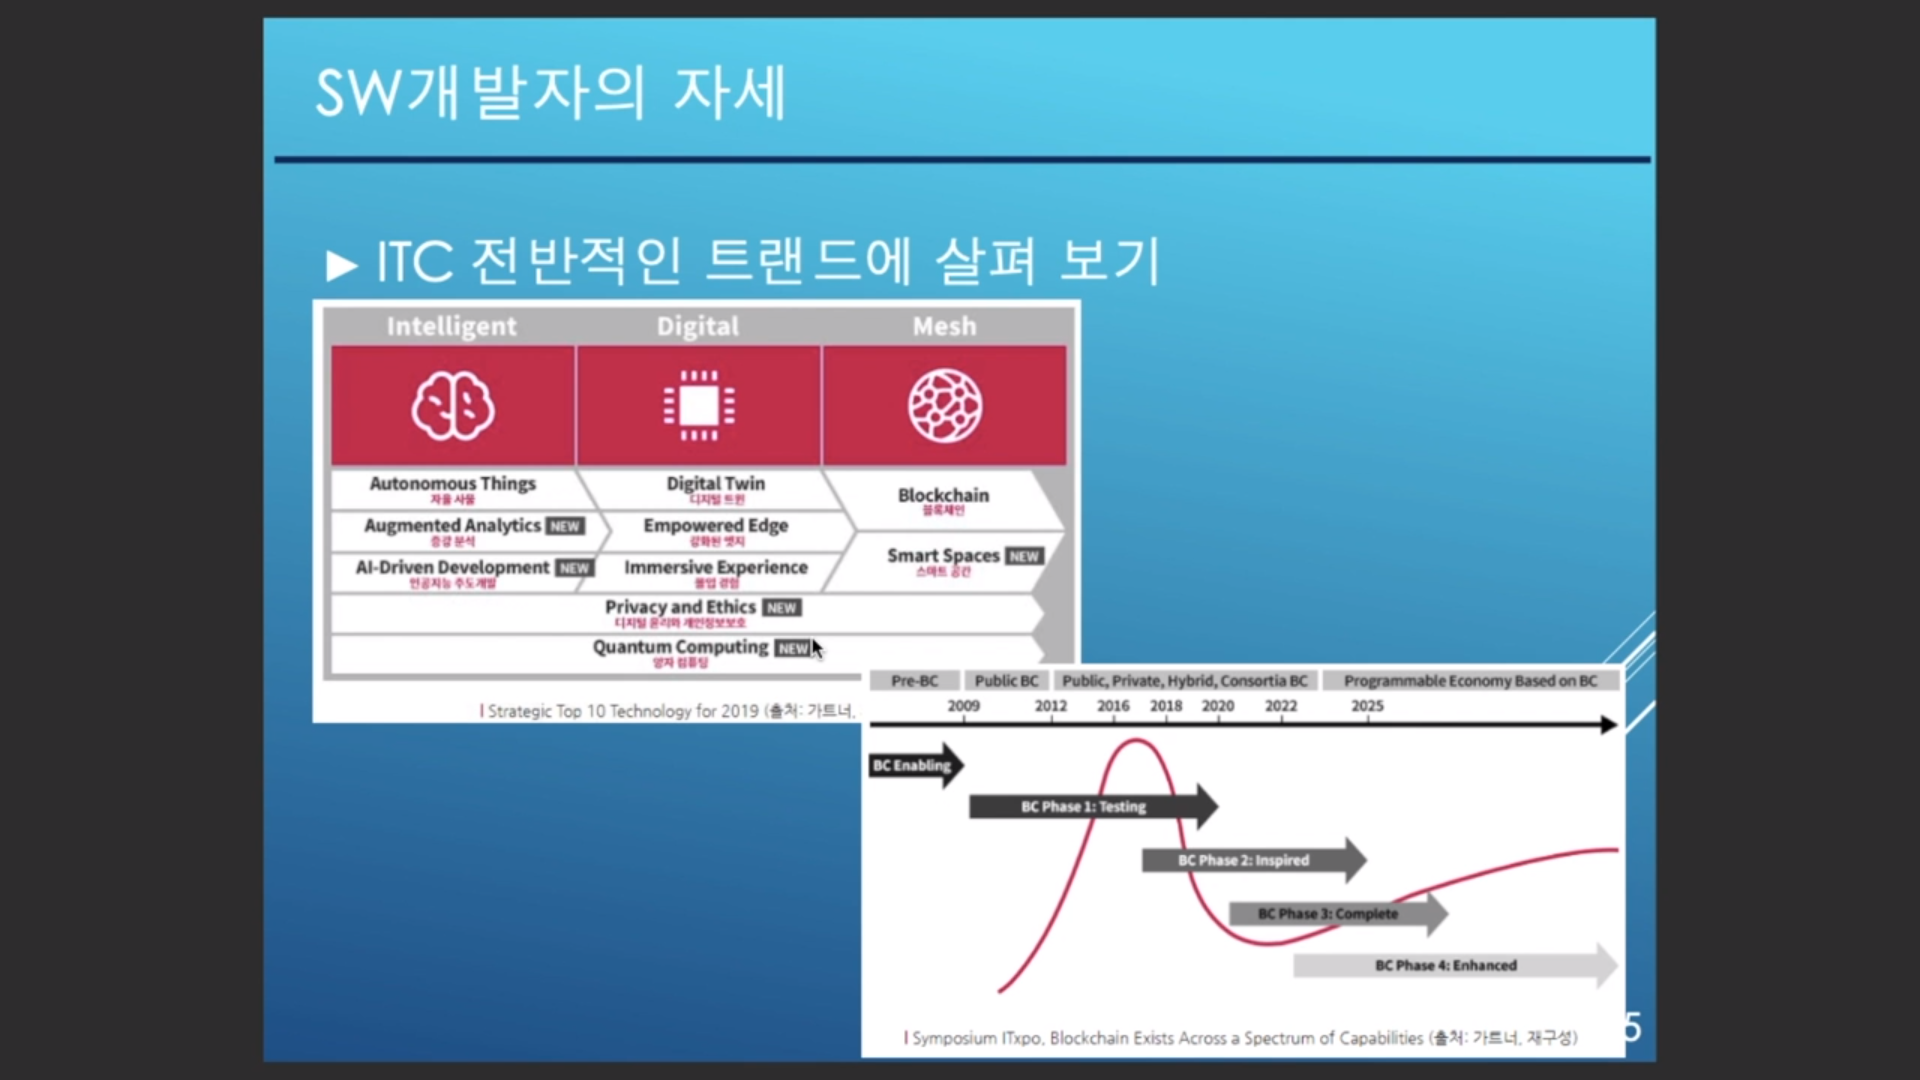 SW개발자의 자세
▶ ITC 전반적인 트랜드에 살펴 보기
Intelligent Digital Mesh
Autonomous Things
자율 사물
Augmented Analytics NEW
증강 분석
AI-Driven Development NEW
인공지능 주도개발
Digital Twin
디지털 트윈
Empowered Edge
강화된 엣지
Immersive Experience
몰입 경험
Blockchain
블록체인
Smart Spaces NEW
스마트 공간
Privacy and Ethics NEW
디지털 윤리와 개인정보보호
Quantum Computing NEW
양자 컴퓨팅
Strategic Top 10 Technology for 2019 (출처: 가트너,
Pre-BC Public BC Public, Private, Hybrid, Consortia BC Programmable Economy Based on BC
2009 2012 2016 2018 2020 2022 2025
BC Enabling
BC Phase 1: Testing
BC Phase 2: Inspired
BC Phase 3: Complete
BC Phase 4: Enhanced
Symposium ITxpo, Blockchain Exists Across a Spectrum of Capabilities (출처: 가트너, 재구성)
5